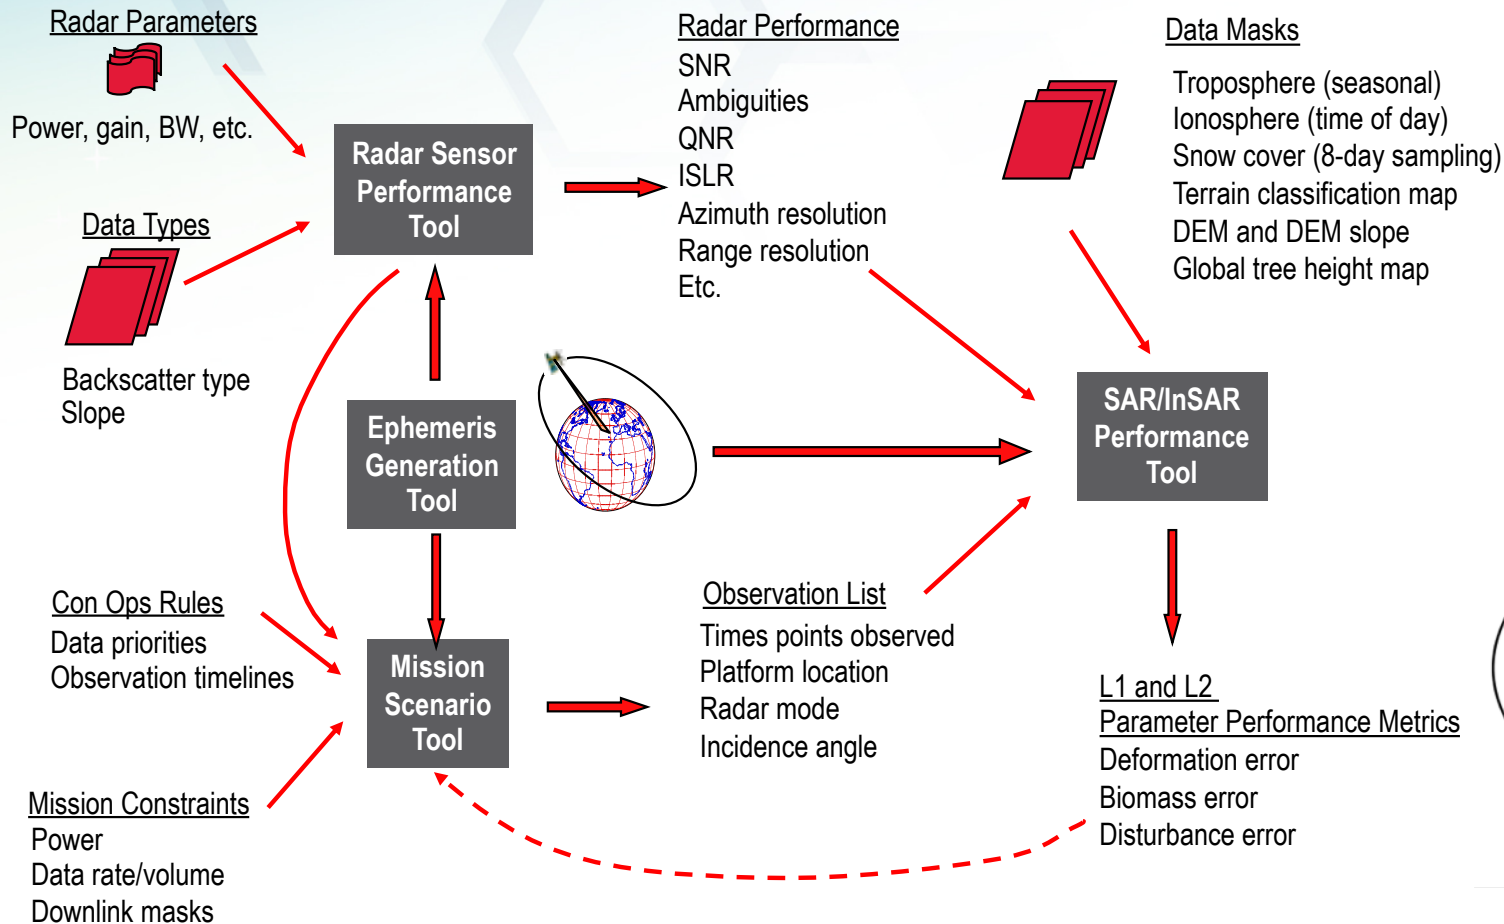 Radar Parameters
Power, gain, BW, etc.
Data Types
Backscatter type
Slope
Radar Sensor
Performance
Tool
Radar Performance
SNR
Ambiguities
QNR
ISLR
Azimuth resolution
Range resolution
Etc.
Data Masks
Troposphere (seasonal)
Ionosphere (time of day)
Snow cover (8-day sampling)
Terrain classification map
DEM and DEM slope
Global tree height map
Ephemeris
Generation
Tool
SAR/InSAR
Performance
Tool
Con Ops Rules
Data priorities
Observation timelines
Mission Constraints
Power
Data rate/volume
Downlink masks
Mission
Scenario
Tool
Observation List
Times points observed
Platform location
Radar mode
Incidence angle
L1 and L2
Parameter Performance Metrics
Deformation error
Biomass error
Disturbance error